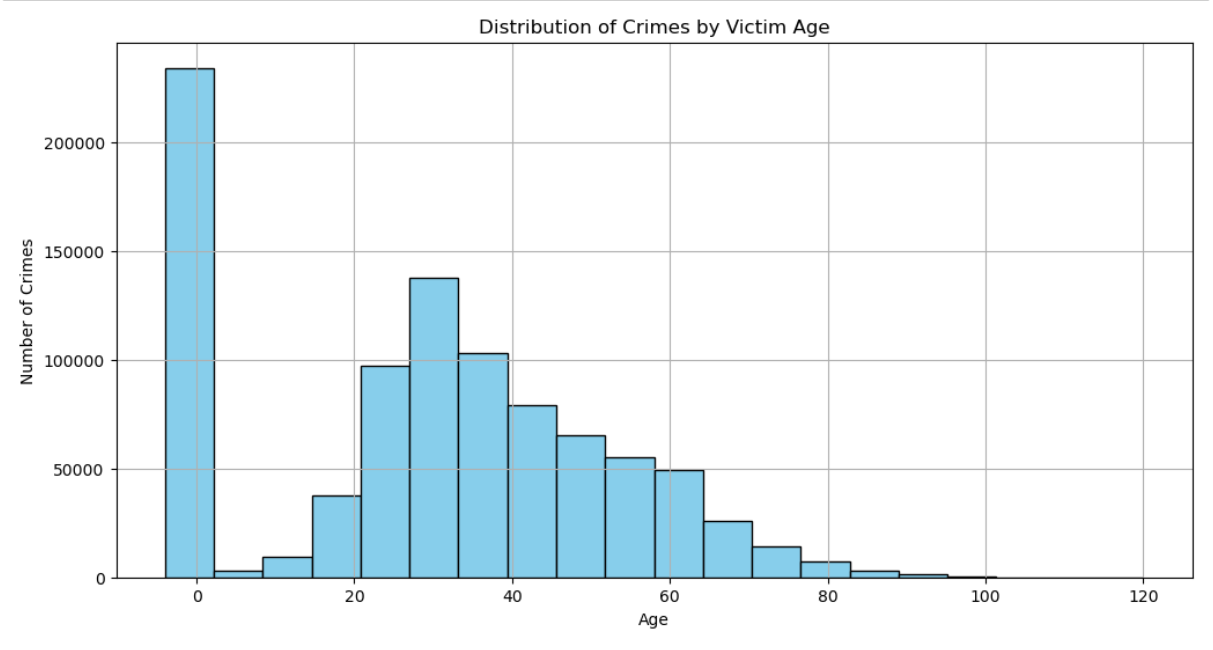 Distribution of Crimes by Victim Age
Number of Crimes
200000
150000
100000
50000
0
0 20 40 60 80 100 120
Age